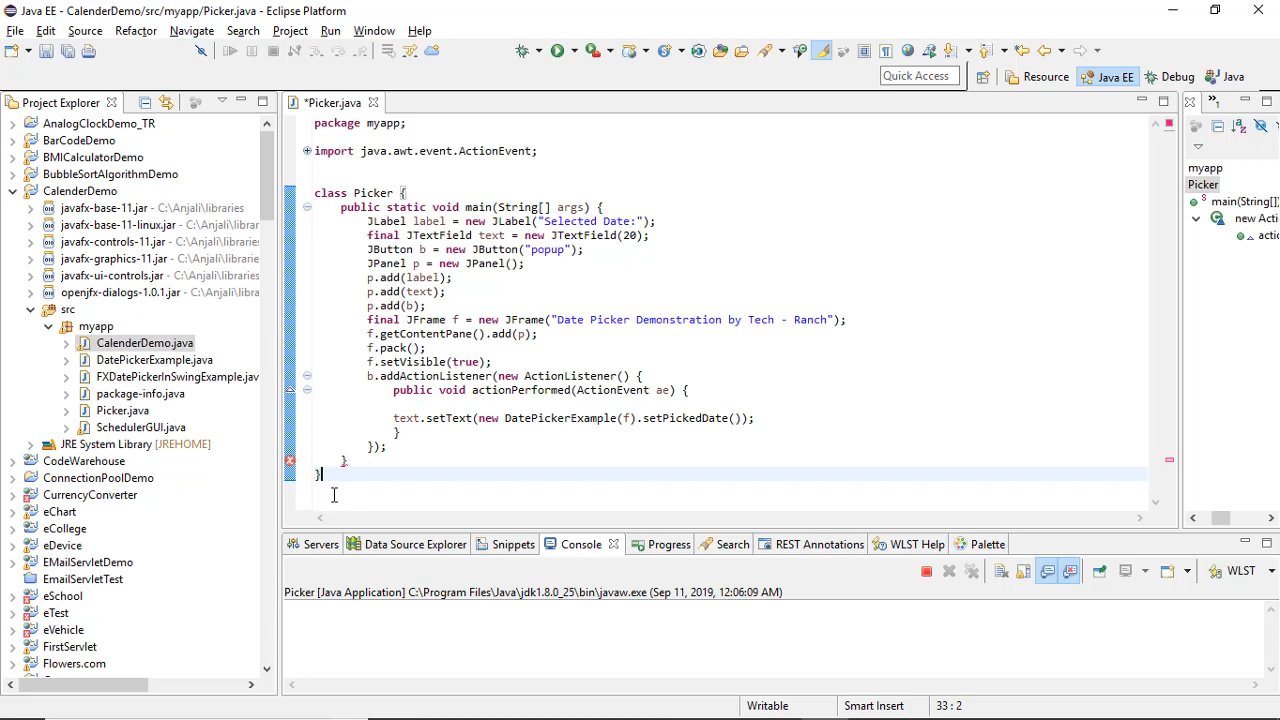 Java EE - CalenderDemo/src/myapp/Picker.java - Eclipse Platform
File Edit Source Refactor Navigate Search Project Run Window Help
Quick Access Resource Java EE Debug Java
Project Explorer
AnalogClockDemo_TR
BarCodeDemo
BMICalculatorDemo
BubbleSortAlgorithmDemo
CalenderDemo
javafx-base-11.jar - C:\Anjali\libraries
javafx-base-11-linux.jar - C:\Anjali\libraries
javafx-controls-11.jar - C:\Anjali\libraries
javafx-graphics-11.jar - C:\Anjali\libraries
javafx-ui-controls.jar - C:\Anjali\libraries
openjfx-dialogs-1.0.1.jar - C:\Anjali\libraries
src
myapp
CalenderDemo.java
DatePickerExample.java
FXDatePickerInSwingExample.java
package-info.java
Picker.java
SchedulerGUI.java
JRE System Library [JREHOME]
CodeWarehouse
ConnectionPoolDemo
CurrencyConverter
eChart
eCollege
eDevice
EMailServletDemo
EmailServletTest
eSchool
eTest
eVehicle
FirstServlet
Flowers.com
*Picker.java
package myapp;
import java.awt.event.ActionEvent;
class Picker {
public static void main(String[] args) {
JLabel label = new JLabel("Selected Date:");
final JTextField text = new JTextField(20);
JButton b = new JButton("popup");
JPanel p = new JPanel();
p.add(label);
p.add(text);
p.add(b);
final JFrame f = new JFrame("Date Picker Demonstration by Tech - Ranch");
f.getContentPane().add(p);
f.pack();
f.setVisible(true);
b.addActionListener(new ActionListener() {
public void actionPerformed(ActionEvent ae) {
text.setText(new DatePickerExample(f).setPickedDate());
}
});
}
}
1
myapp
Picker
main(String[]
new Acti
actio
Servers Data Source Explorer Snippets Console Progress Search REST Annotations WLST Help Palette
WLST
Picker [Java Application] C:\Program Files\Java\jdk1.8.0_25\bin\javaw.exe (Sep 11, 2019, 12:06:09 AM)
Writable Smart Insert 33 : 2